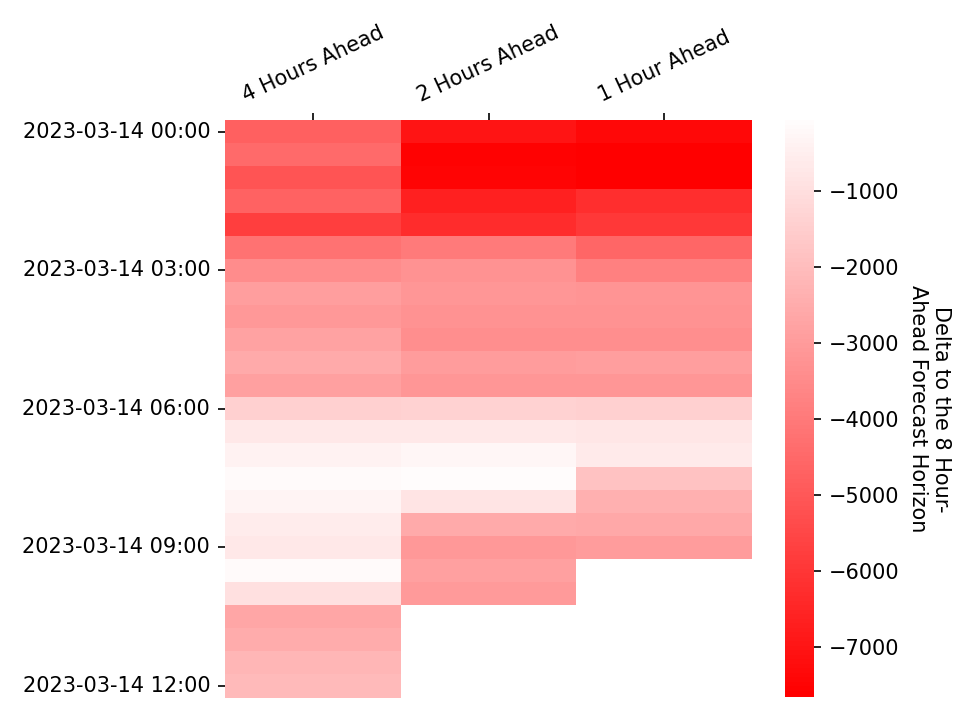 4 Hours Ahead
2 Hours Ahead
1 Hour Ahead
2023-03-14 00:00
2023-03-14 03:00
2023-03-14 06:00
2023-03-14 09:00
2023-03-14 12:00
−1000
−2000
−3000
−4000
−5000
−6000
−7000
Delta to the 8 Hour-
Ahead Forecast Horizon